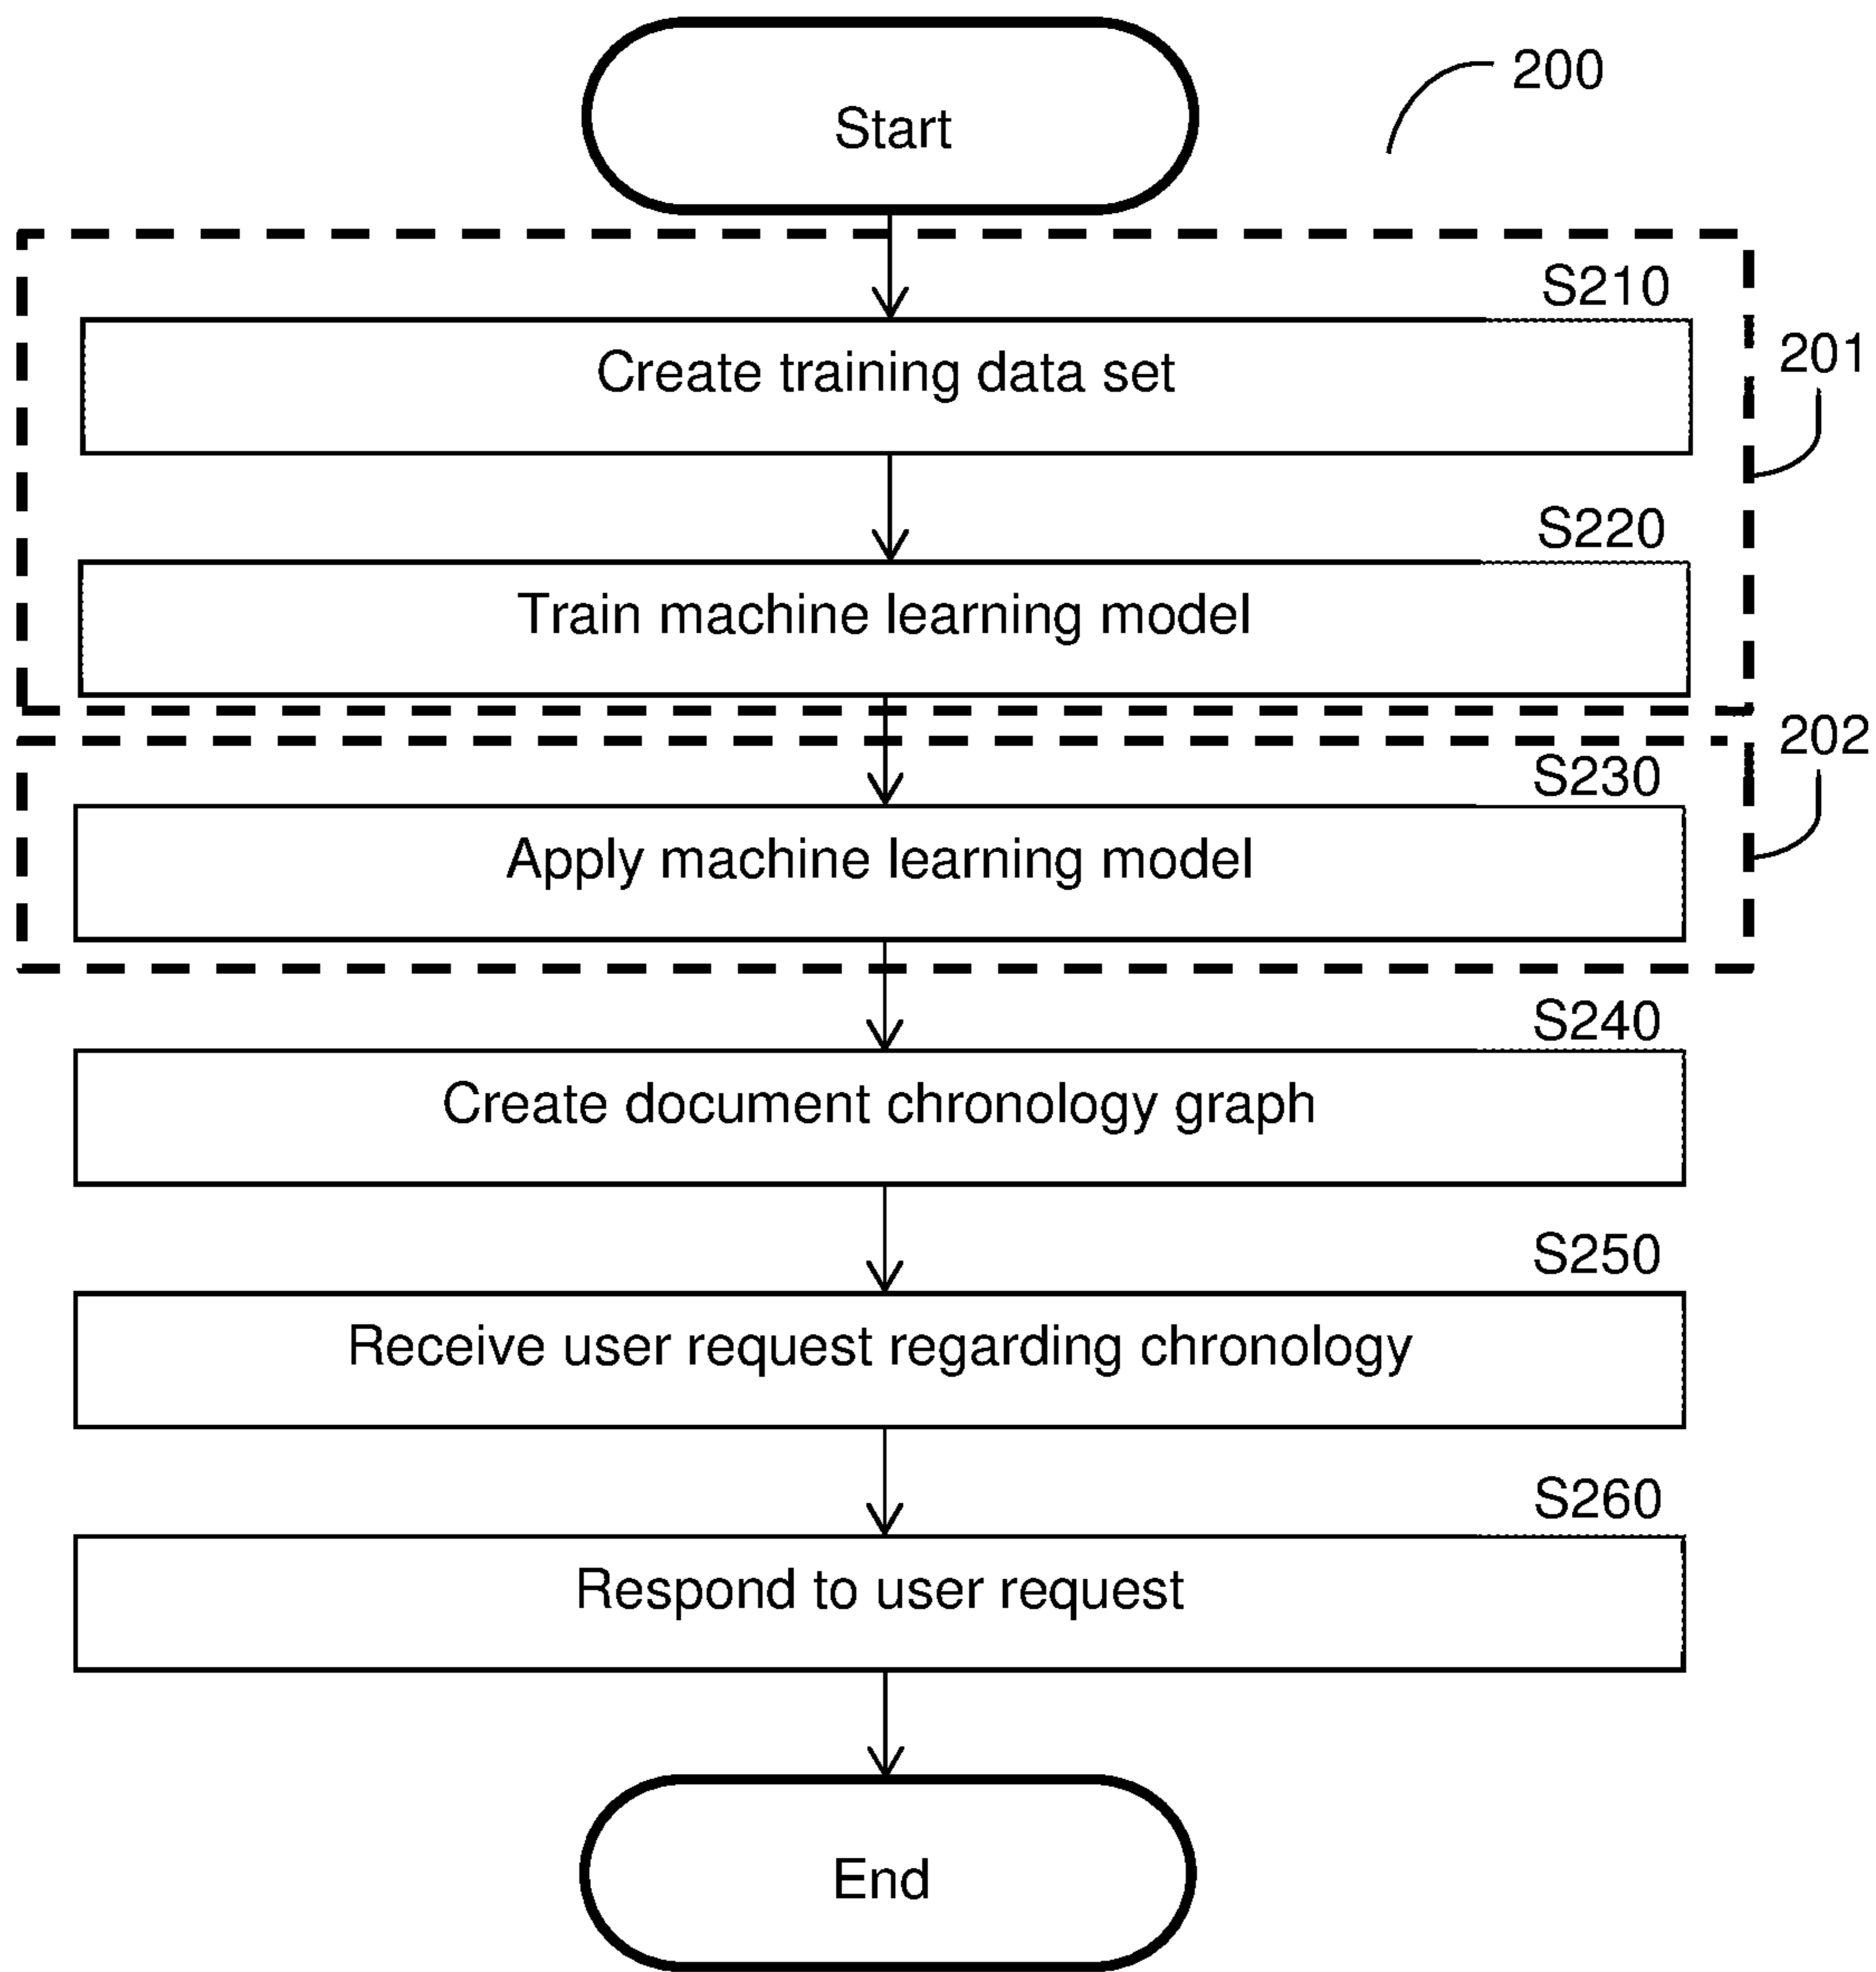 Start
200
S210
Create training data set
201
S220
Train machine learning model
202
S230
Apply machine learning model
S240
Create document chronology graph
S250
Receive user request regarding chronology
S260
Respond to user request
End